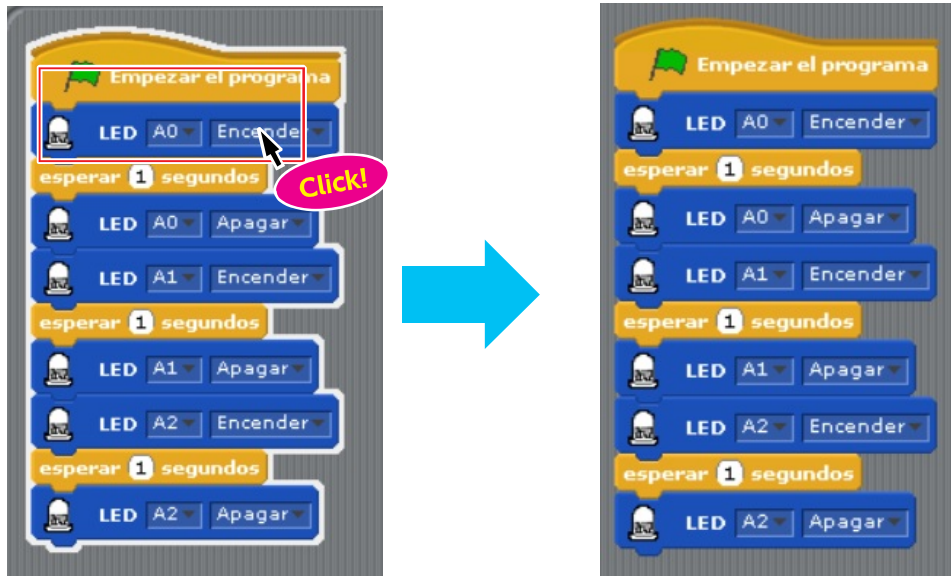 Empezar el programa
LED A0 Encender
esperar 1 segundos
Click!
LED A0 Apagar
LED A1 Encender
esperar 1 segundos
LED A1 Apagar
LED A2 Encender
esperar 1 segundos
LED A2 Apagar
Empezar el programa
LED A0 Encender
esperar 1 segundos
LED A0 Apagar
LED A1 Encender
esperar 1 segundos
LED A1 Apagar
LED A2 Encender
esperar 1 segundos
LED A2 Apagar